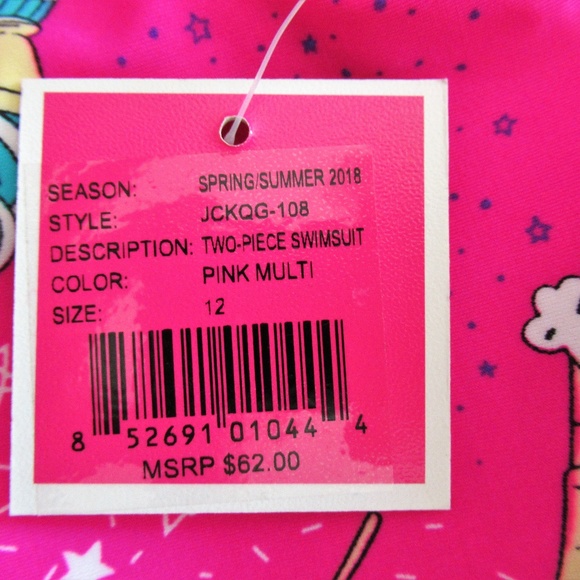 SEASON: SPRING/SUMMER 2018
STYLE: JCKQG-108
DESCRIPTION: TWO-PIECE SWIMSUIT
COLOR: PINK MULTI
SIZE: 12
8 52691 01044 4
MSRP $62.00